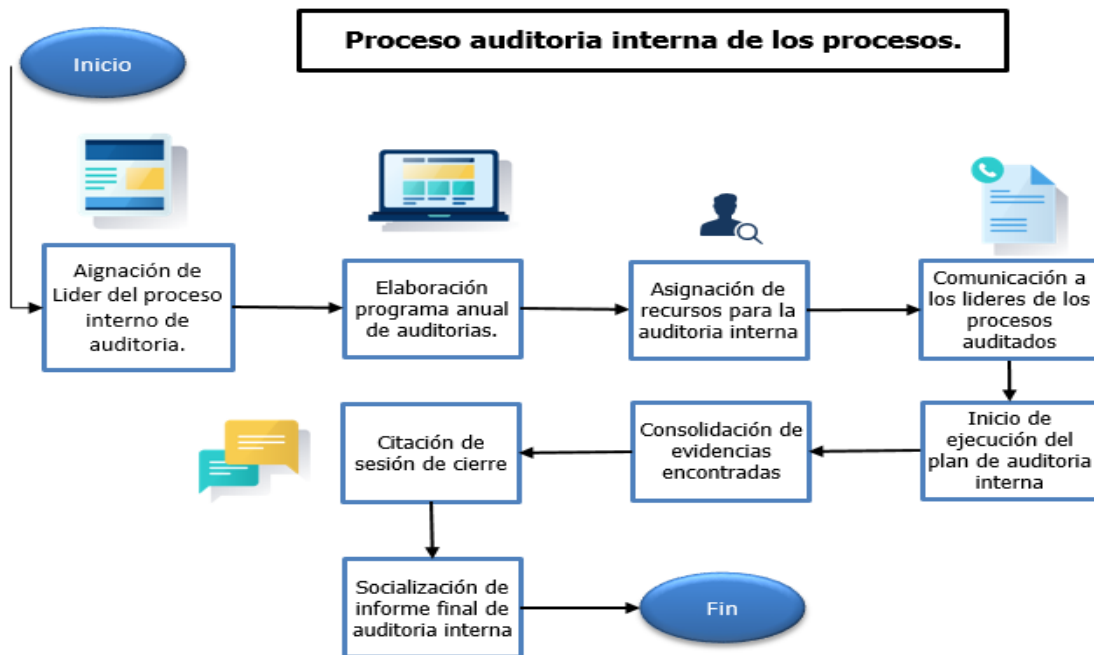 Proceso auditoria interna de los procesos.
Inicio
Aignación de
Lider del proceso
interno de
auditoria.
Elaboración
programa anual
de auditorias.
Asignación de
recursos para la
auditoria interna
Comunicación a
los lideres de los
procesos
auditados
Inicio de
ejecución del
plan de auditoria
interna
Consolidación de
evidencias
encontradas
Citación de
sesión de cierre
Socialización de
informe final de
auditoria interna
Fin